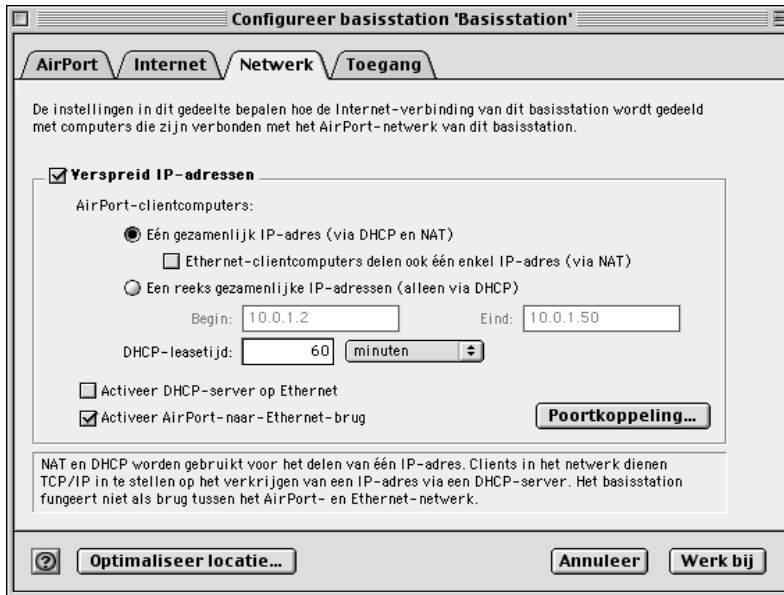 Configureer basisstation 'Basisstation'
AirPort Internet Netwerk Toegang
De instellingen in dit gedeelte bepalen hoe de Internet-verbinding van dit basisstation wordt gedeeld
met computers die zijn verbonden met het AirPort-netwerk van dit basisstation.
Verspreid IP-adressen
AirPort-clientcomputers:
Eén gezamenlijk IP-adres (via DHCP en NAT)
Ethernet-clientcomputers delen ook één enkel IP-adres (via NAT)
Een reeks gezamenlijke IP-adressen (alleen via DHCP)
Begin: 10.0.1.2 Eind: 10.0.1.50
DHCP-leasetijd: 60 minuten
Activeer DHCP-server op Ethernet
Activeer AirPort-naar-Ethernet-brug
Poortkoppeling...
NAT en DHCP worden gebruikt voor het delen van één IP-adres. Clients in het netwerk dienen
TCP/IP in te stellen op het verkrijgen van een IP-adres via een DHCP-server. Het basisstation
fungeert niet als brug tussen het AirPort- en Ethernet-netwerk.
? Optimaliseer locatie... Annuleer Werk bij